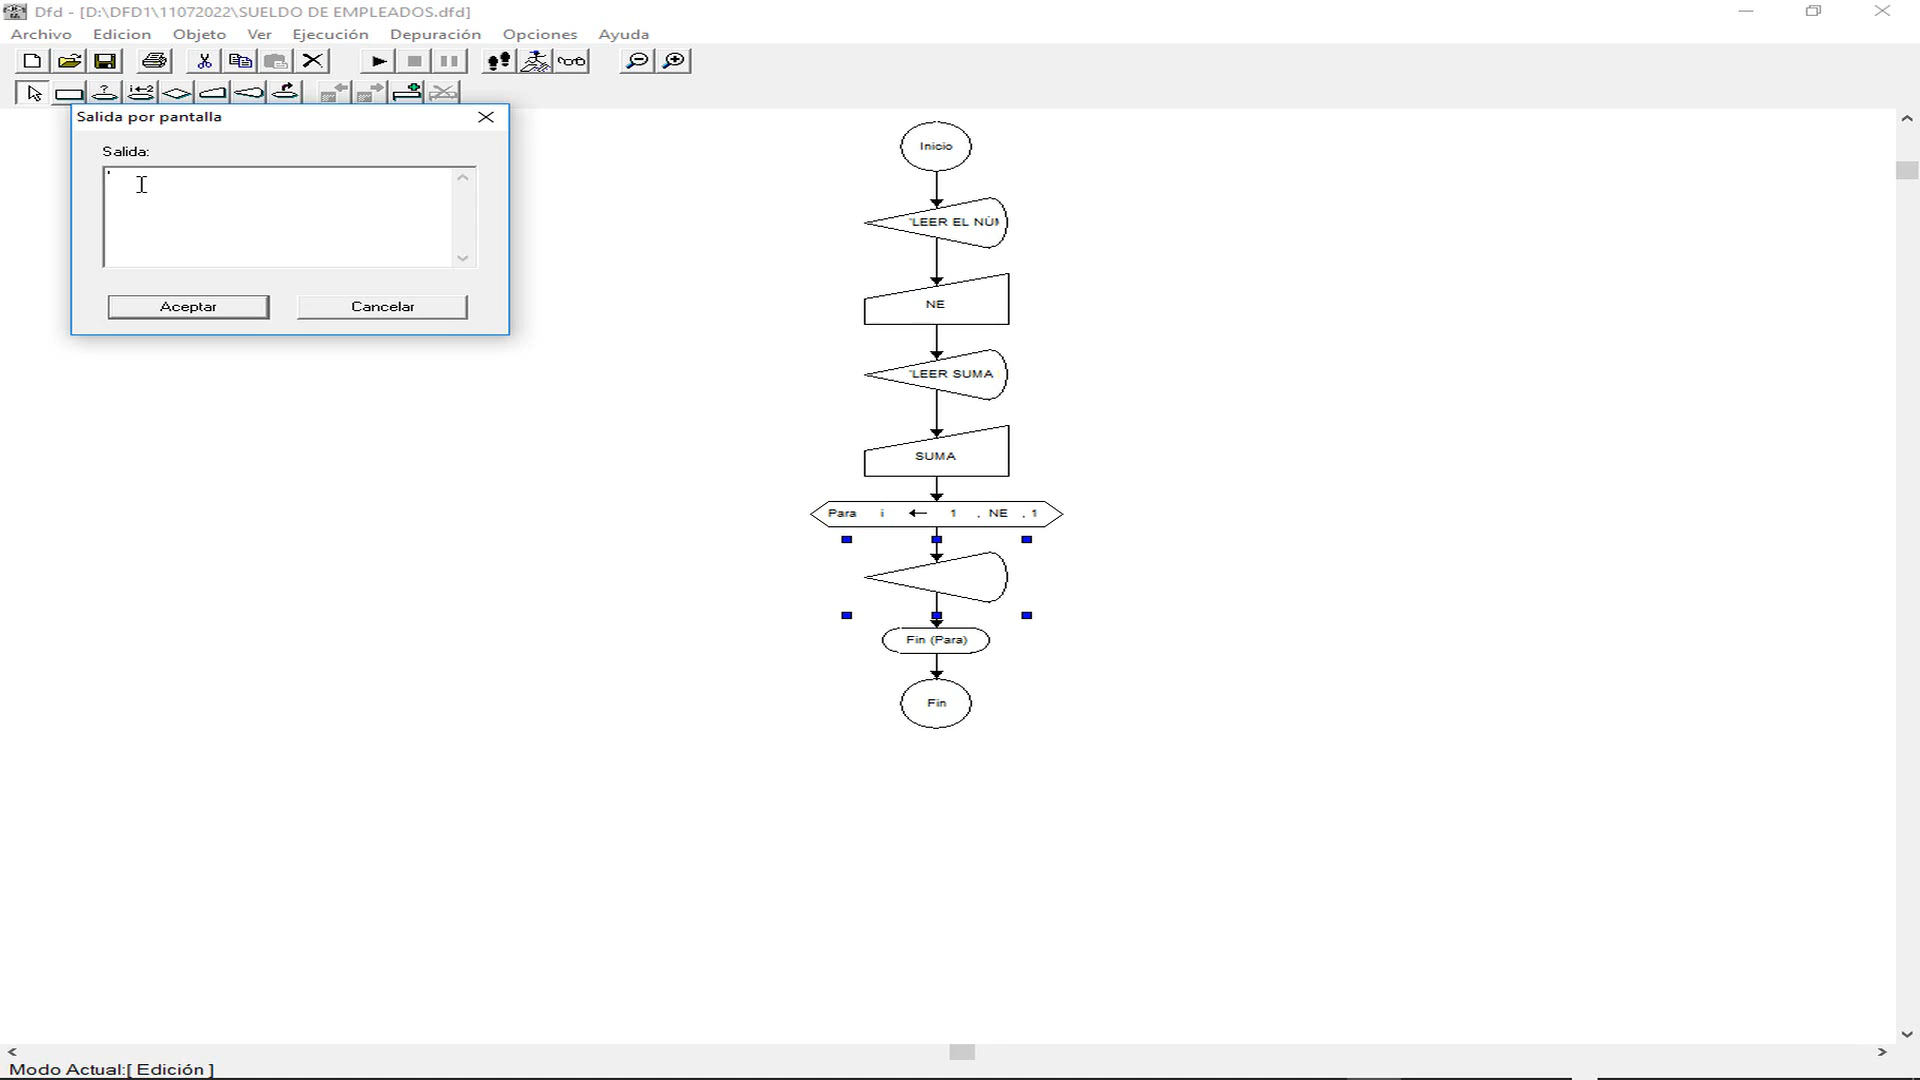 Dfd - [D:\DFD1\11072022\SUELDO DE EMPLEADOS.dfd]
Archivo Edicion Objeto Ver Ejecución Depuración Opciones Ayuda
Salida por pantalla
Salida:
'
Aceptar Cancelar
Inicio
'LEER EL NÚM
NE
'LEER SUMA
SUMA
Para i ← 1 , NE , 1
Fin (Para)
Fin
Modo Actual:[ Edición ]